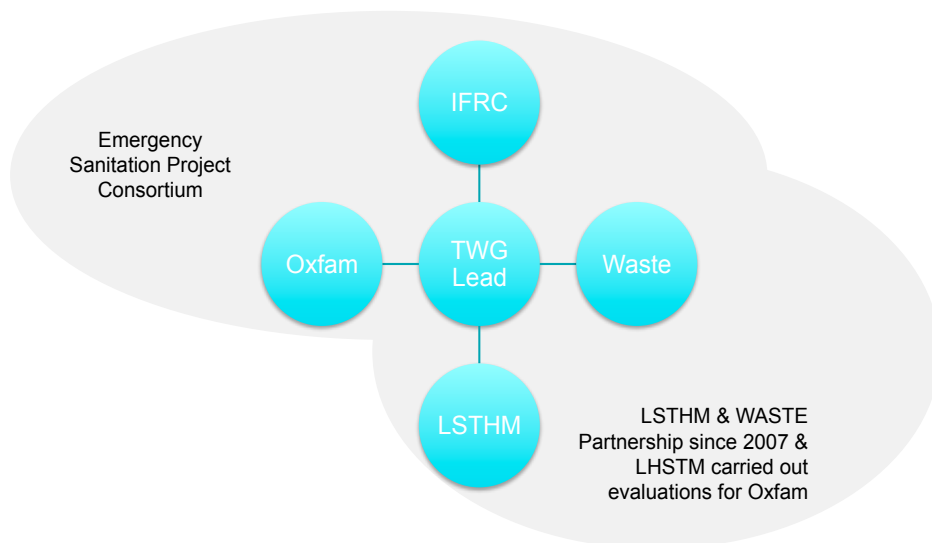 IFRC
Emergency
Sanitation Project
Consortium
Oxfam
TWG
Lead
Waste
LSTHM
LSTHM & WASTE
Partnership since 2007 &
LHSTM carried out
evaluations for Oxfam